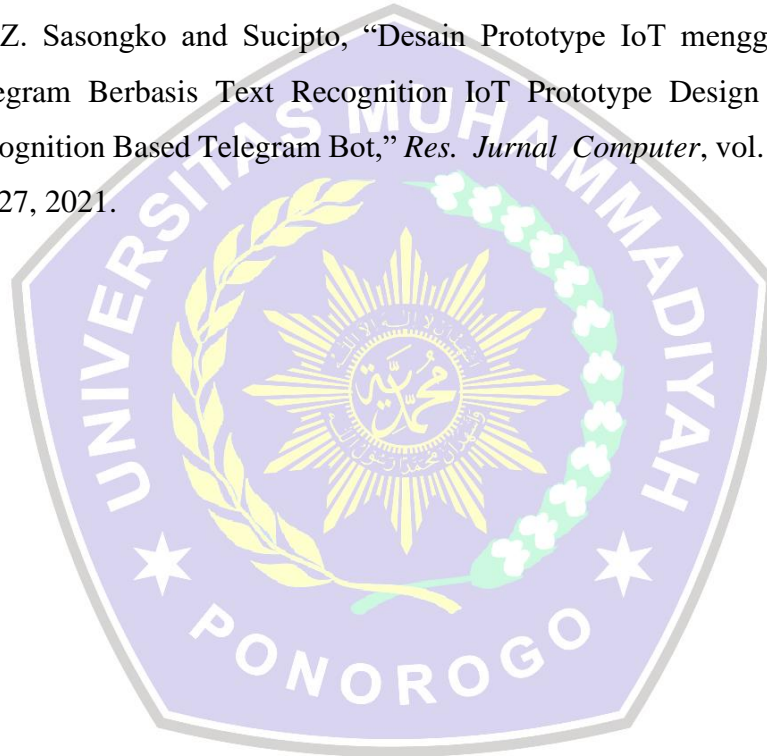 Z. Sasongko and Sucipto, “Desain Prototype IoT mengg
egram Berbasis Text Recognition IoT Prototype Design
ognition Based Telegram Bot,” Res. Jurnal Computer, vol.
27, 2021.
UNIVERSITAS MUHAMMADIYAH
محمدية
PONOROGO